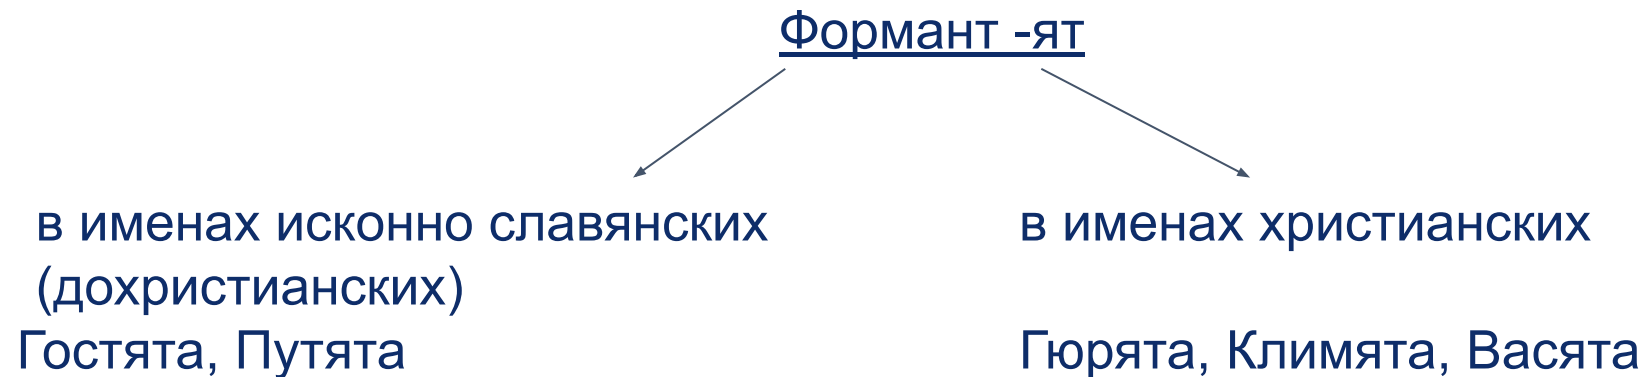 Формант -ят
в именах исконно славянских
(дохристианских)
Гостята, Путята
в именах христианских
Гюрята, Климята, Васята